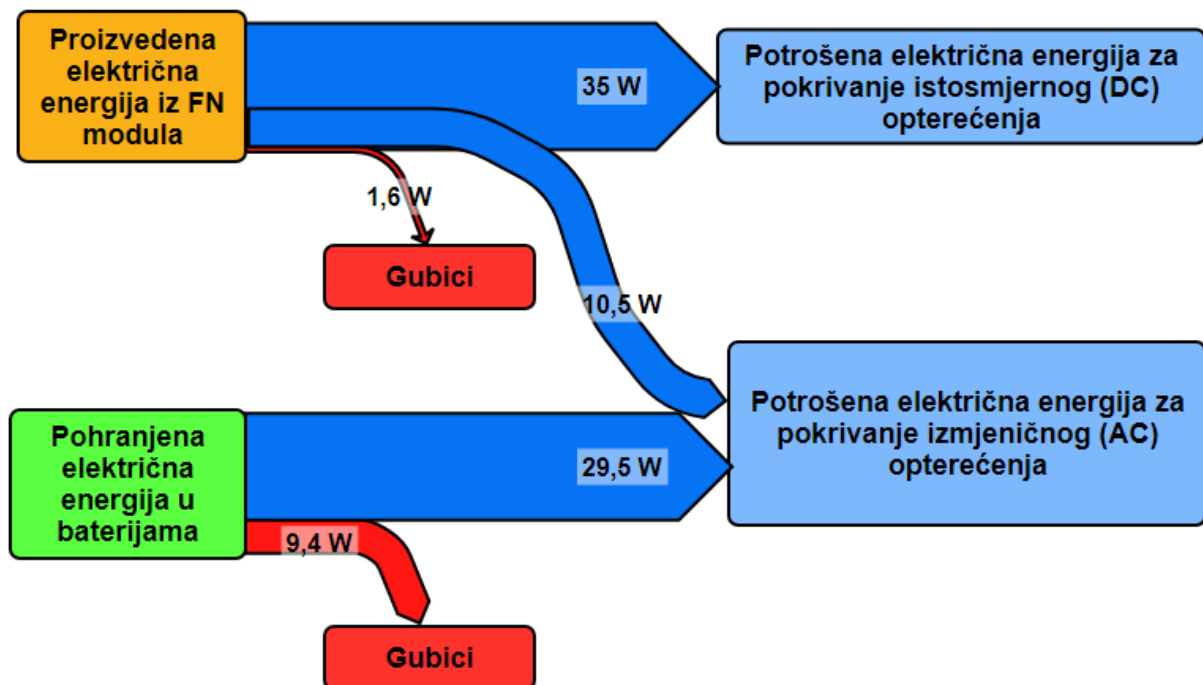 Proizvedena
električna
energija iz FN
modula
35 W
Potrošena električna energija za
pokrivanje istosmjernog (DC)
opterećenja
1,6 W
Gubici
10,5 W
Pohranjena
električna
energija u
baterijama
29,5 W
Potrošena električna energija za
pokrivanje izmjeničnog (AC)
opterećenja
9,4 W
Gubici